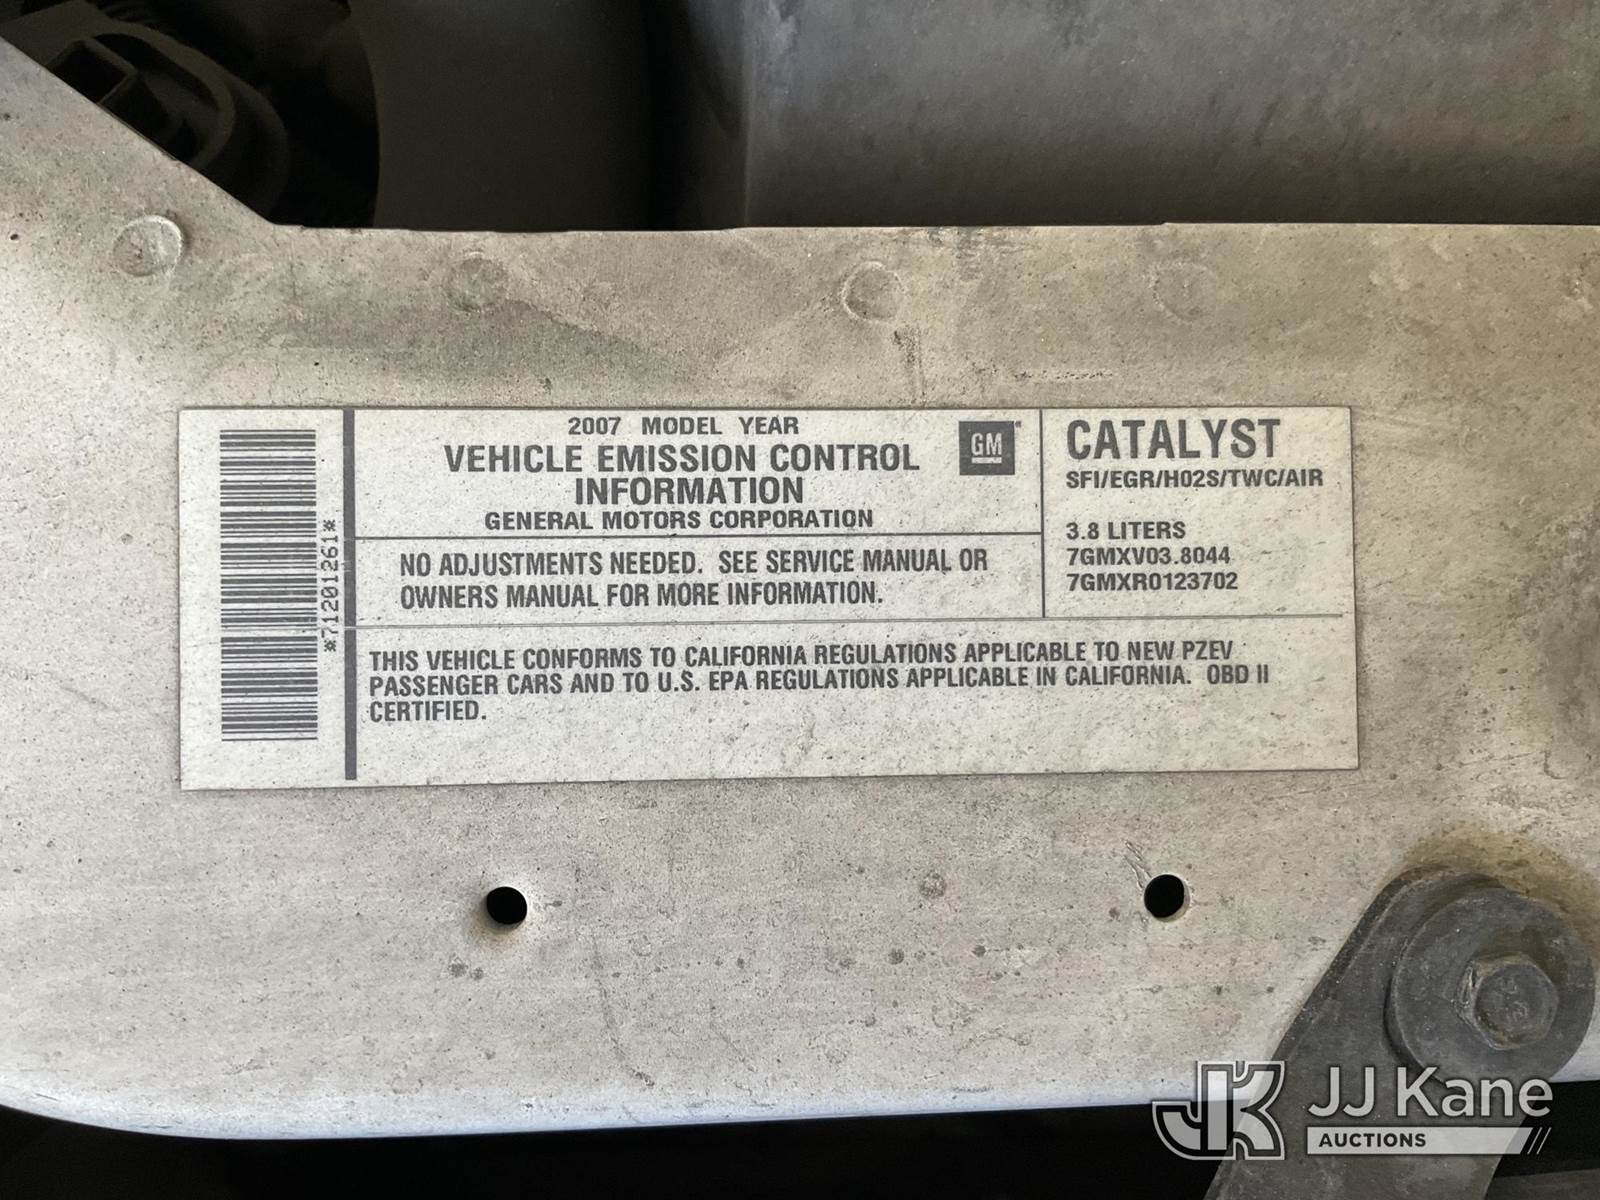 *71201261*
2007 MODEL YEAR
VEHICLE EMISSION CONTROL
INFORMATION
GENERAL MOTORS CORPORATION
GM
NO ADJUSTMENTS NEEDED. SEE SERVICE MANUAL OR
OWNERS MANUAL FOR MORE INFORMATION.
CATALYST
SFI/EGR/H02S/TWC/AIR
3.8 LITERS
7GMXV03.8044
7GMXR0123702
THIS VEHICLE CONFORMS TO CALIFORNIA REGULATIONS APPLICABLE TO NEW PZEV
PASSENGER CARS AND TO U.S. EPA REGULATIONS APPLICABLE IN CALIFORNIA. OBD II
CERTIFIED.
JK JJ Kane
AUCTIONS